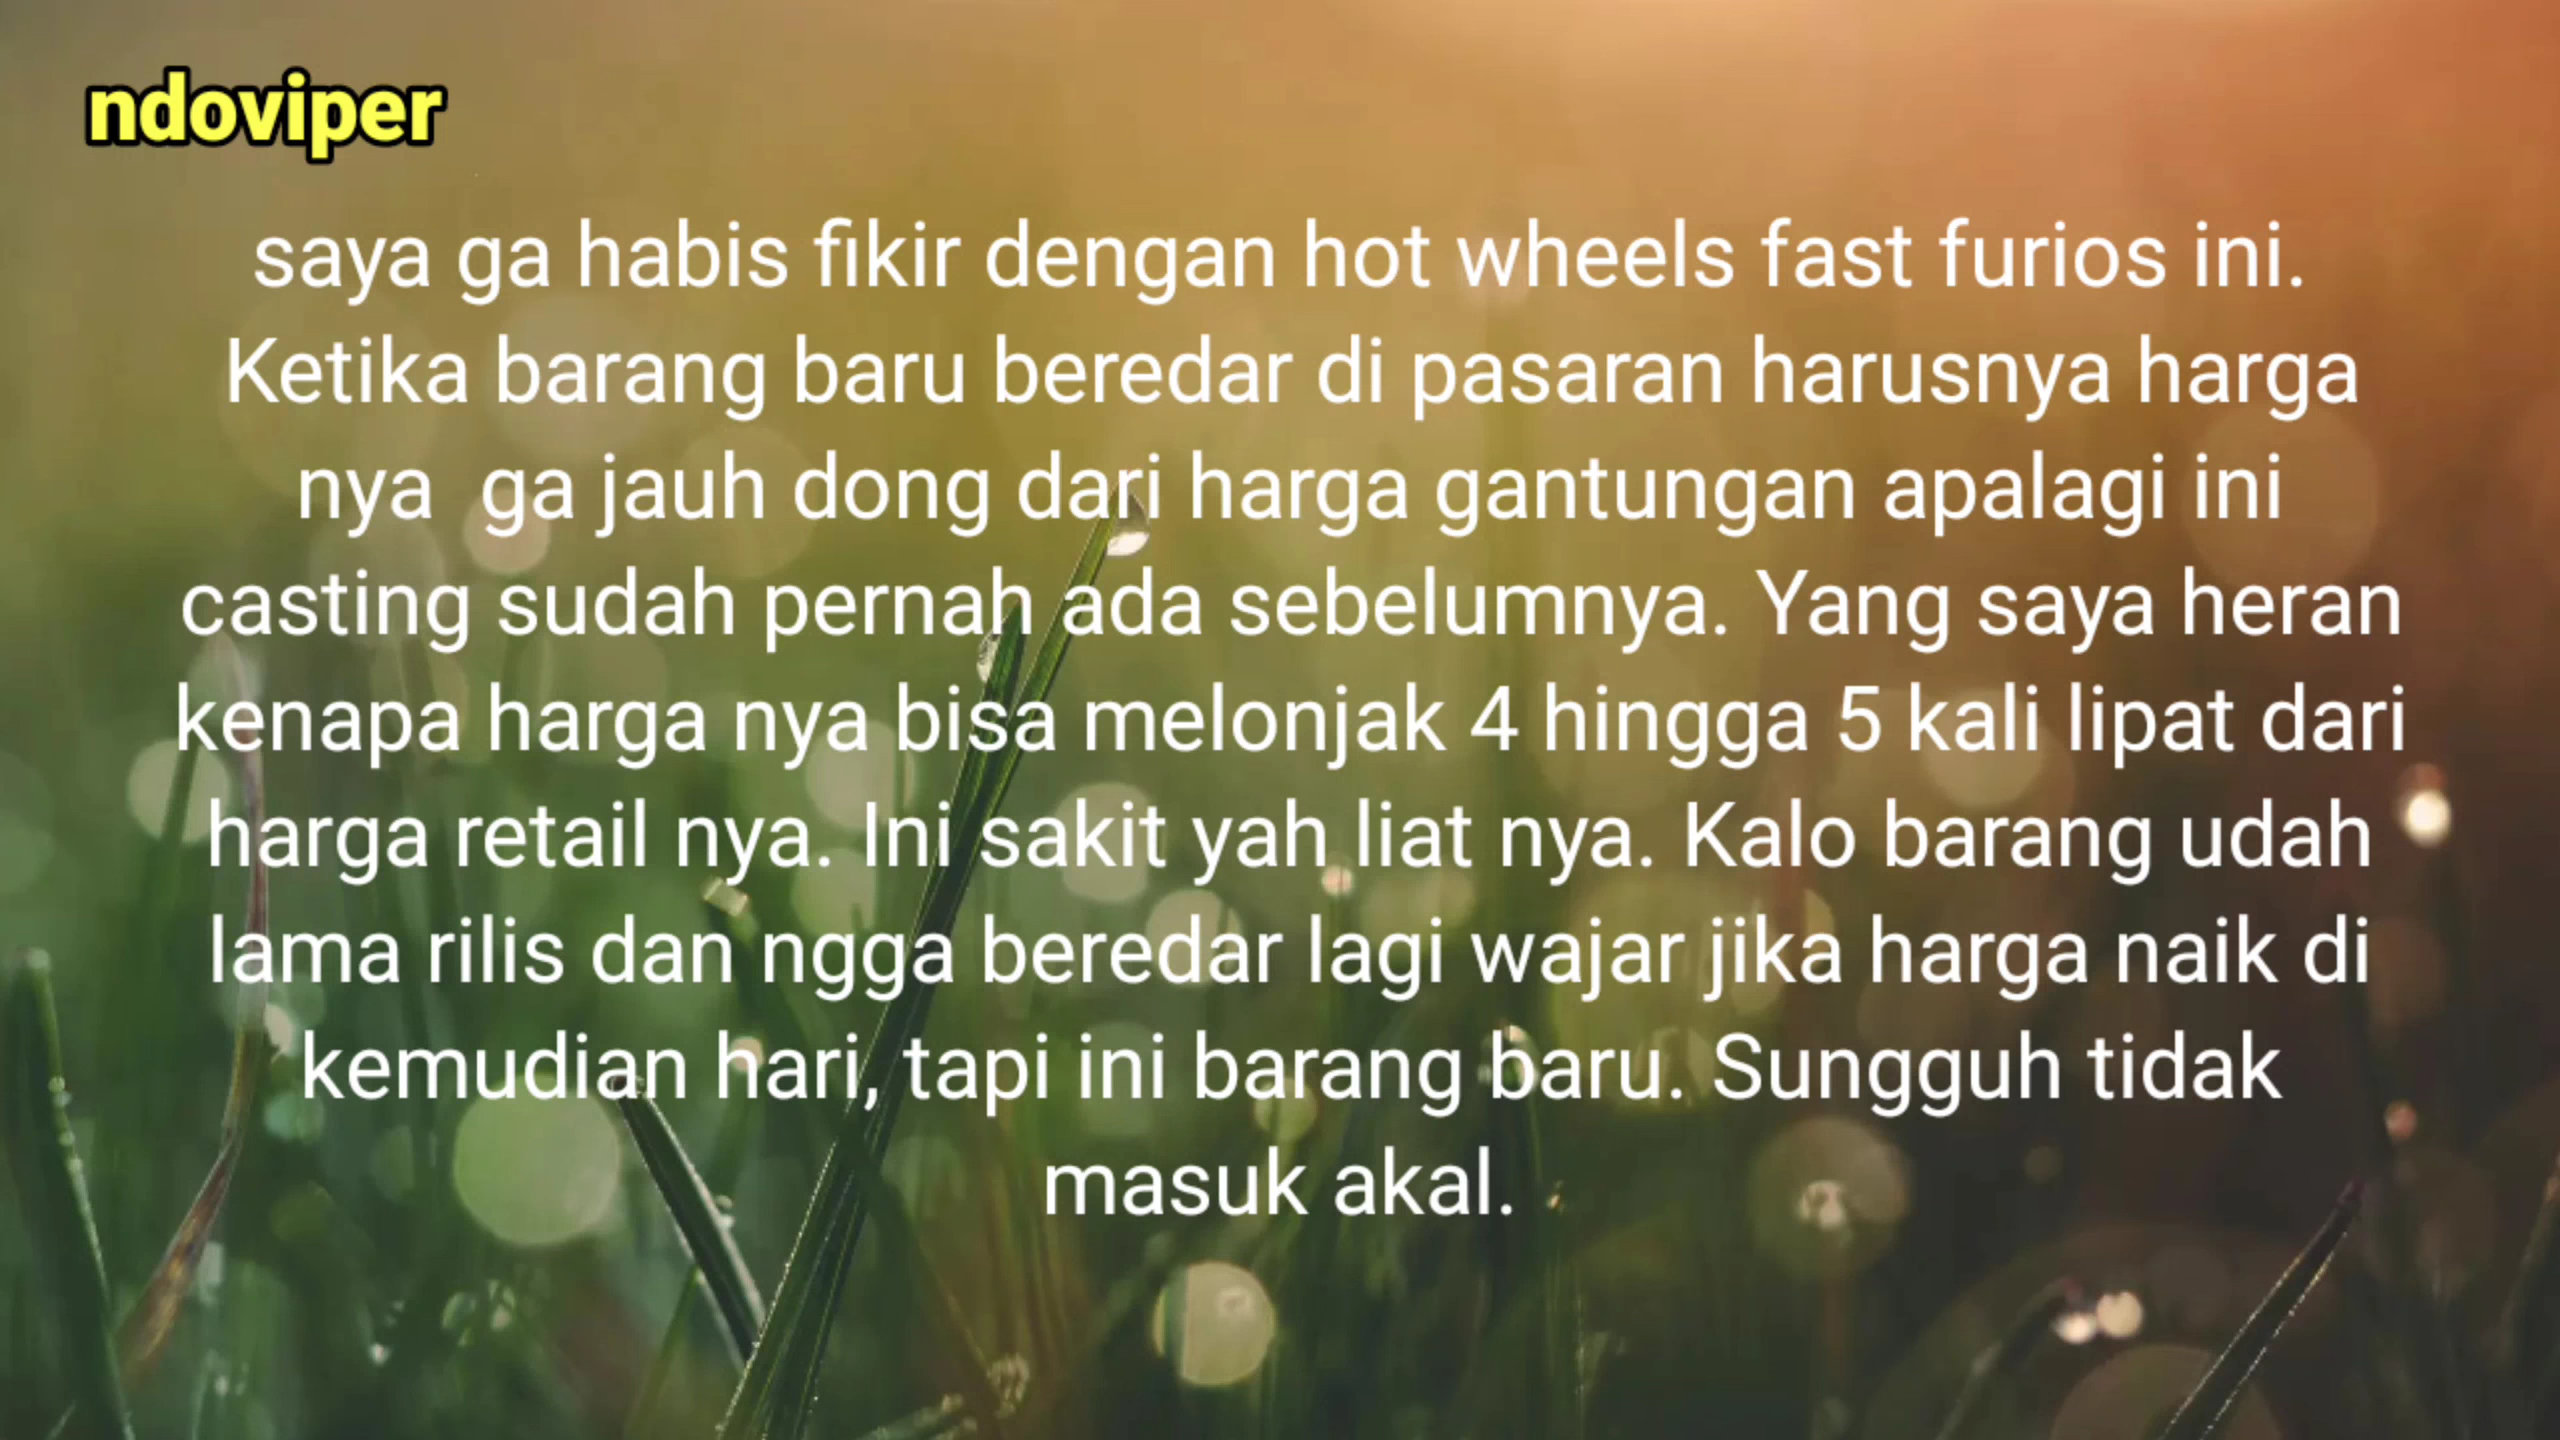 ndoviper
saya ga habis fikir dengan hot wheels fast furios ini.
Ketika barang baru beredar di pasaran harusnya harga
nya  ga jauh dong dari harga gantungan apalagi ini
casting sudah pernah ada sebelumnya. Yang saya heran
kenapa harga nya bisa melonjak 4 hingga 5 kali lipat dari
harga retail nya. Ini sakit yah liat nya. Kalo barang udah
lama rilis dan ngga beredar lagi wajar jika harga naik di
kemudian hari, tapi ini barang baru. Sungguh tidak
masuk akal.